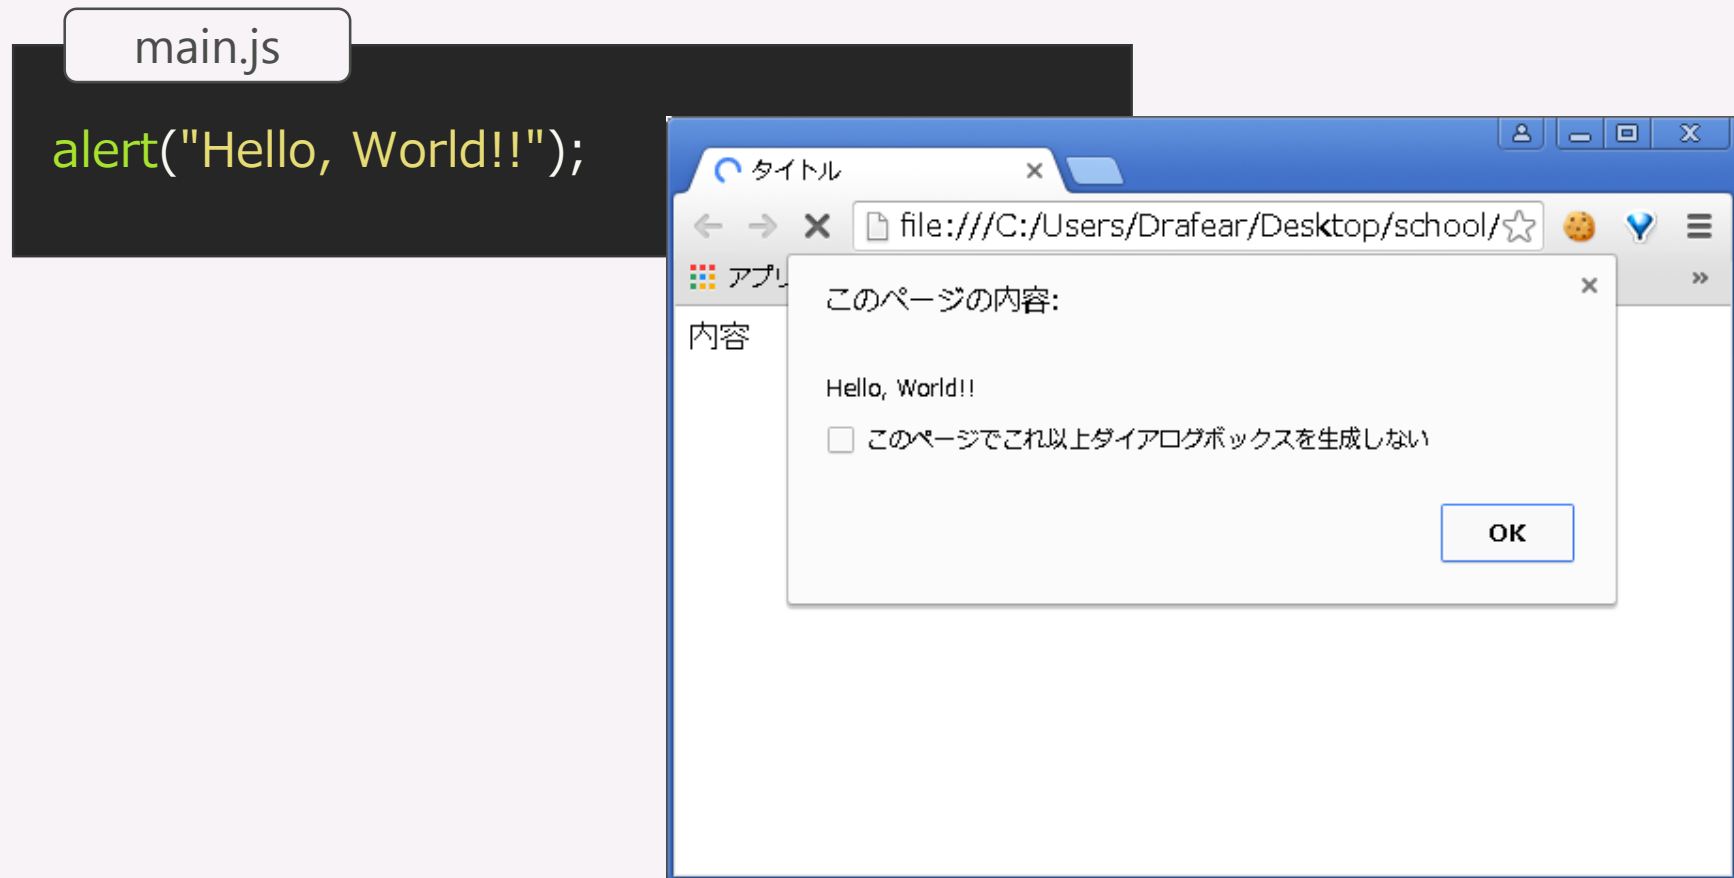 main.js
alert("Hello, World!!");
タイトル
file:///C:/Users/Drafear/Desktop/school/
アプリ
このページの内容:
内容
Hello, World!!
このページでこれ以上ダイアログボックスを生成しない
OK